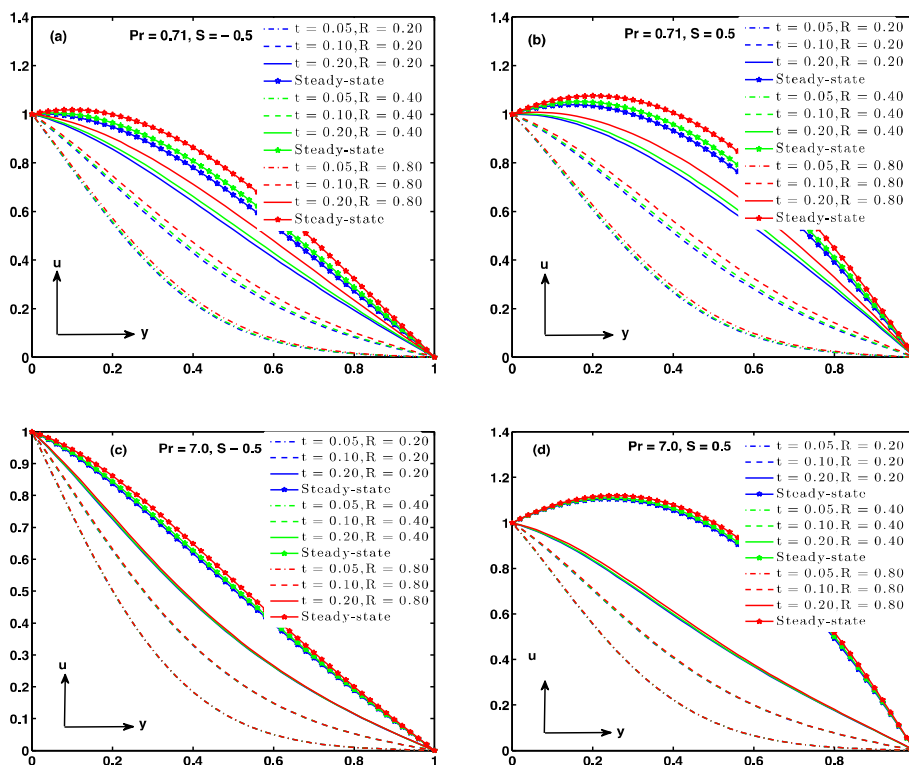 1.4
1.2
1
0.8
0.6
0.4
0.2
0
0 0.2 0.4 0.6 0.8 1
(a)
Pr = 0.71, S = − 0.5
t = 0.05,R = 0.20
t = 0.10,R = 0.20
t = 0.20,R = 0.20
Steady-state
t = 0.05,R = 0.40
t = 0.10,R = 0.40
t = 0.20,R = 0.40
Steady-state
t = 0.05,R = 0.80
t = 0.10,R = 0.80
t = 0.20,R = 0.80
Steady-state
u
y
1.4
1.2
1
0.8
0.6
0.4
0.2
0
0 0.2 0.4 0.6 0.8
(b)
Pr = 0.71, S = 0.5
t = 0.05,R = 0.20
t = 0.10,R = 0.20
t = 0.20,R = 0.20
Steady-state
t = 0.05,R = 0.40
t = 0.10,R = 0.40
t = 0.20,R = 0.40
Steady-state
t = 0.05,R = 0.80
t = 0.10,R = 0.80
t = 0.20,R = 0.80
Steady-state
u
y
1
0.9
0.8
0.7
0.6
0.5
0.4
0.3
0.2
0.1
0
0 0.2 0.4 0.6 0.8 1
(c)
Pr = 7.0, S − 0.5
t = 0.05,R = 0.20
t = 0.10,R = 0.20
t = 0.20,R = 0.20
Steady-state
t = 0.05,R = 0.40
t = 0.10,R = 0.40
t = 0.20,R = 0.40
Steady-state
t = 0.05,R = 0.80
t = 0.10,R = 0.80
t = 0.20,R = 0.80
Steady-state
u
y
1.4
1.2
1
0.8
0.6
0.4
0.2
0
0 0.2 0.4 0.6 0.8
(d)
Pr = 7.0, S = 0.5
t = 0.05,R = 0.20
t = 0.10,R = 0.20
t = 0.20,R = 0.20
Steady-state
t = 0.05,R = 0.40
t = 0.10,R = 0.40
t = 0.20,R = 0.40
Steady-state
t = 0.05,R = 0.80
t = 0.10,R = 0.80
t = 0.20,R = 0.80
Steady-state
u
y